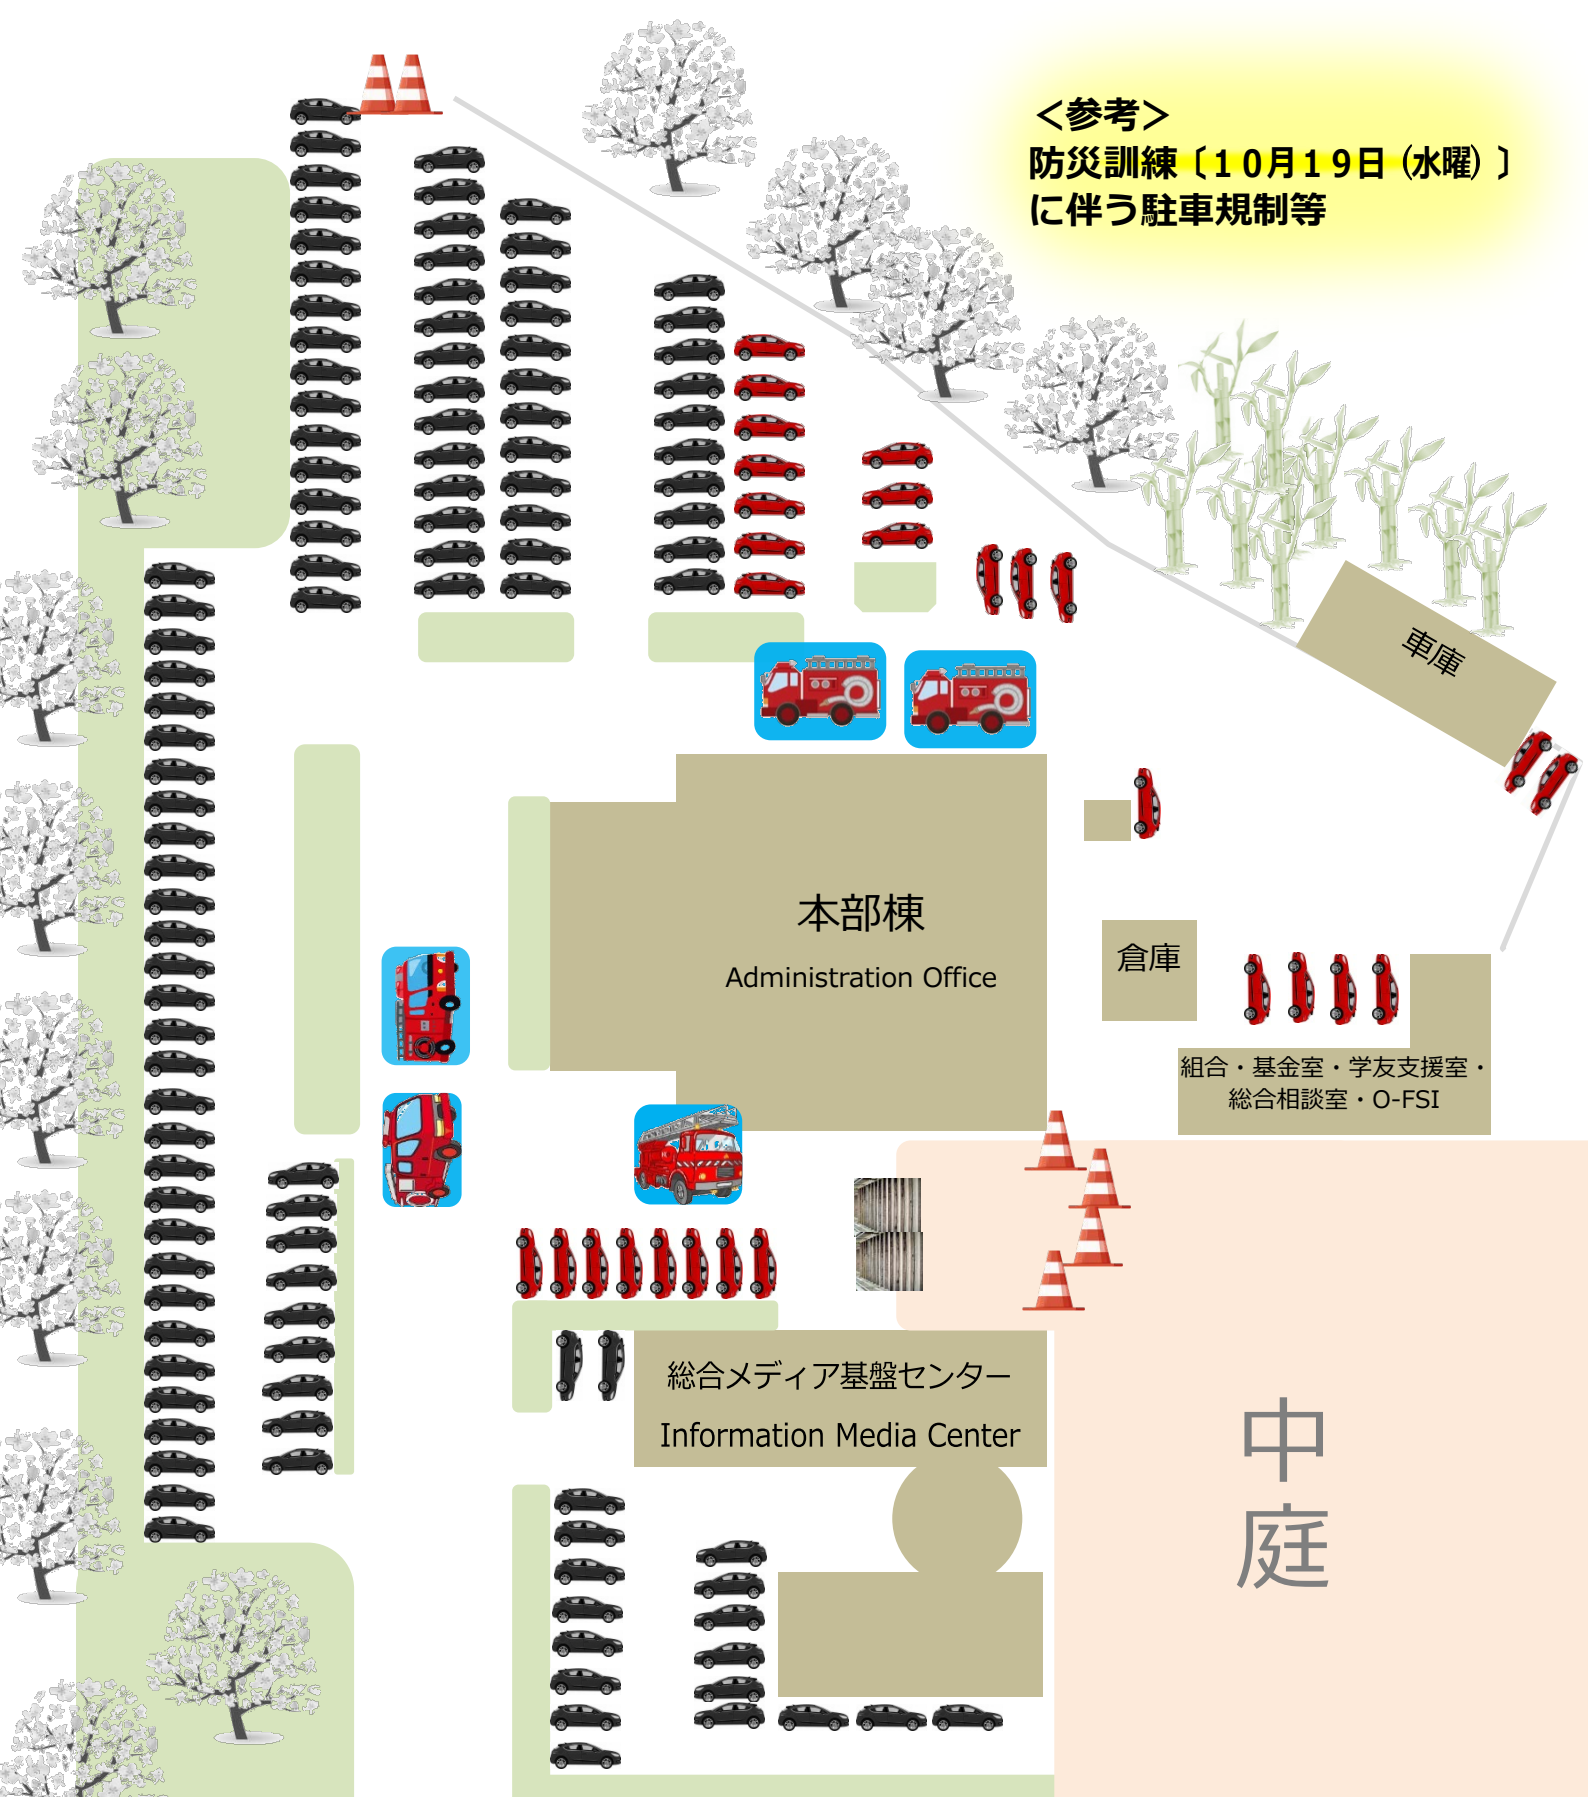 ＜参考＞
防災訓練〔１０月１９日（水曜）〕
に伴う駐車規制等
車庫
本部棟
Administration Office
倉庫
組合・基金室・学友支援室・
総合相談室・O-FSI
総合メディア基盤センター
Information Media Center
中
庭